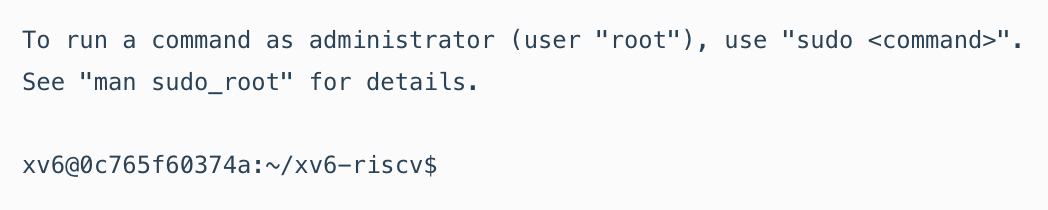 To run a command as administrator (user "root"), use "sudo <command>".
See "man sudo_root" for details.
xv6@0c765f60374a:~/xv6-riscv$